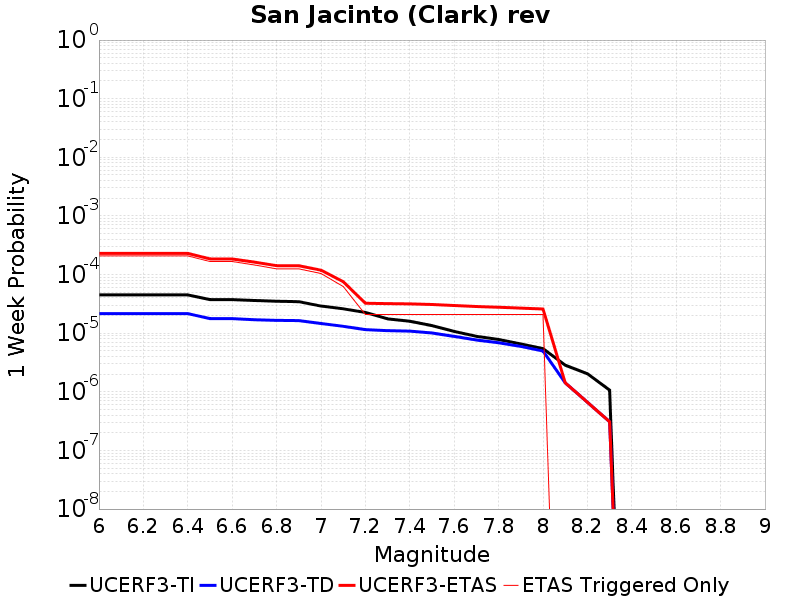 San Jacinto (Clark) rev
10^0
10^-1
10^-2
10^-3
10^-4
10^-5
10^-6
10^-7
10^-8
1 Week Probability
6 6.2 6.4 6.6 6.8 7 7.2 7.4 7.6 7.8 8 8.2 8.4 8.6 8.8 9
Magnitude
UCERF3-TI UCERF3-TD UCERF3-ETAS ETAS Triggered Only